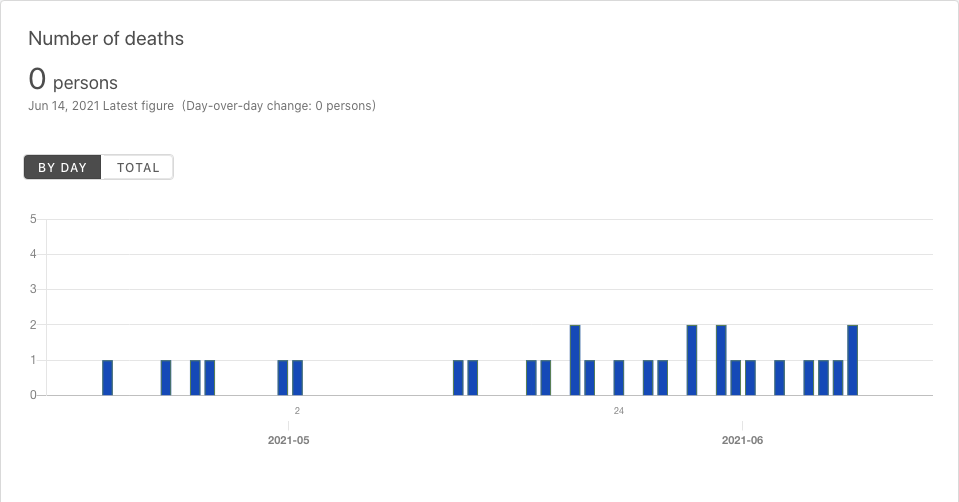 Number of deaths
0 persons
Jun 14, 2021 Latest figure (Day-over-day change: 0 persons)
BY DAY TOTAL
5
4
3
2
1
0
2 24
2021-05 2021-06